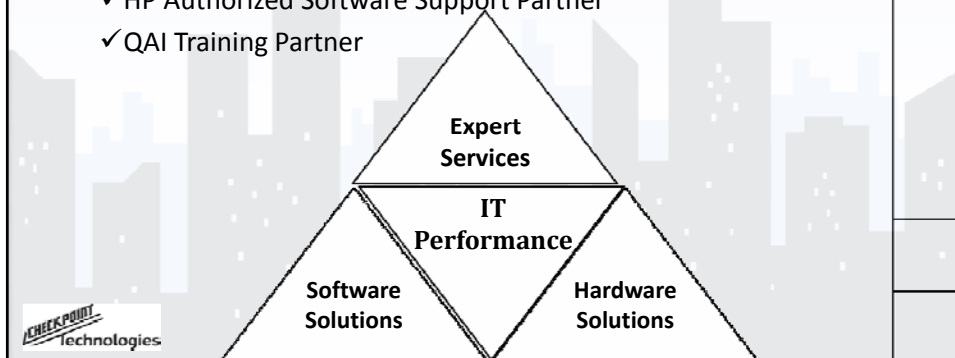 ✓ HP Authorized Software Support Partner
✓ QAI Training Partner
Expert
Services
IT
Performance
Software
Solutions
Hardware
Solutions
CHECKPOINT
Technologies